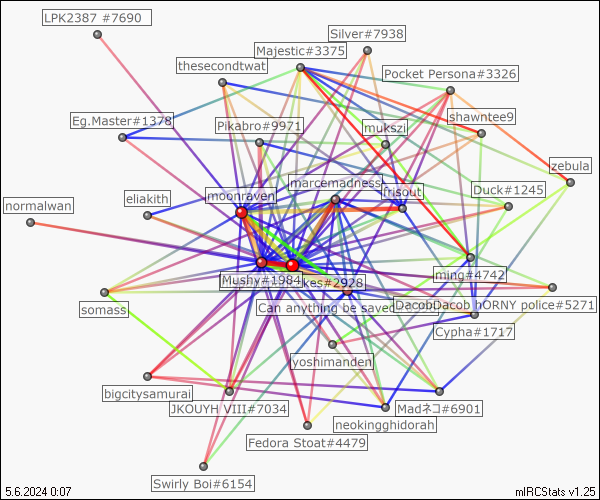 LPK2387 #7690
Silver#7938
Majestic#3375
thesecondtwat
Pocket Persona#3326
shawntee9
Eg.Master#1378
Pikabro#9971
mukszi
zebula
marcemadness
frisout
Duck#1245
eliakith
moonraven
normalwan
ming#4742
Mushy#1984
kes#2928
Can anything be saved
DacobDacob hORNY police#5271
somass
Cypha#1717
yoshimanden
bigcitysamurai
JKOUYH VIII#7034
Madネコ#6901
neokingghidorah
Fedora Stoat#4479
Swirly Boi#6154
5.6.2024 0:07
mIRCStats v1.25